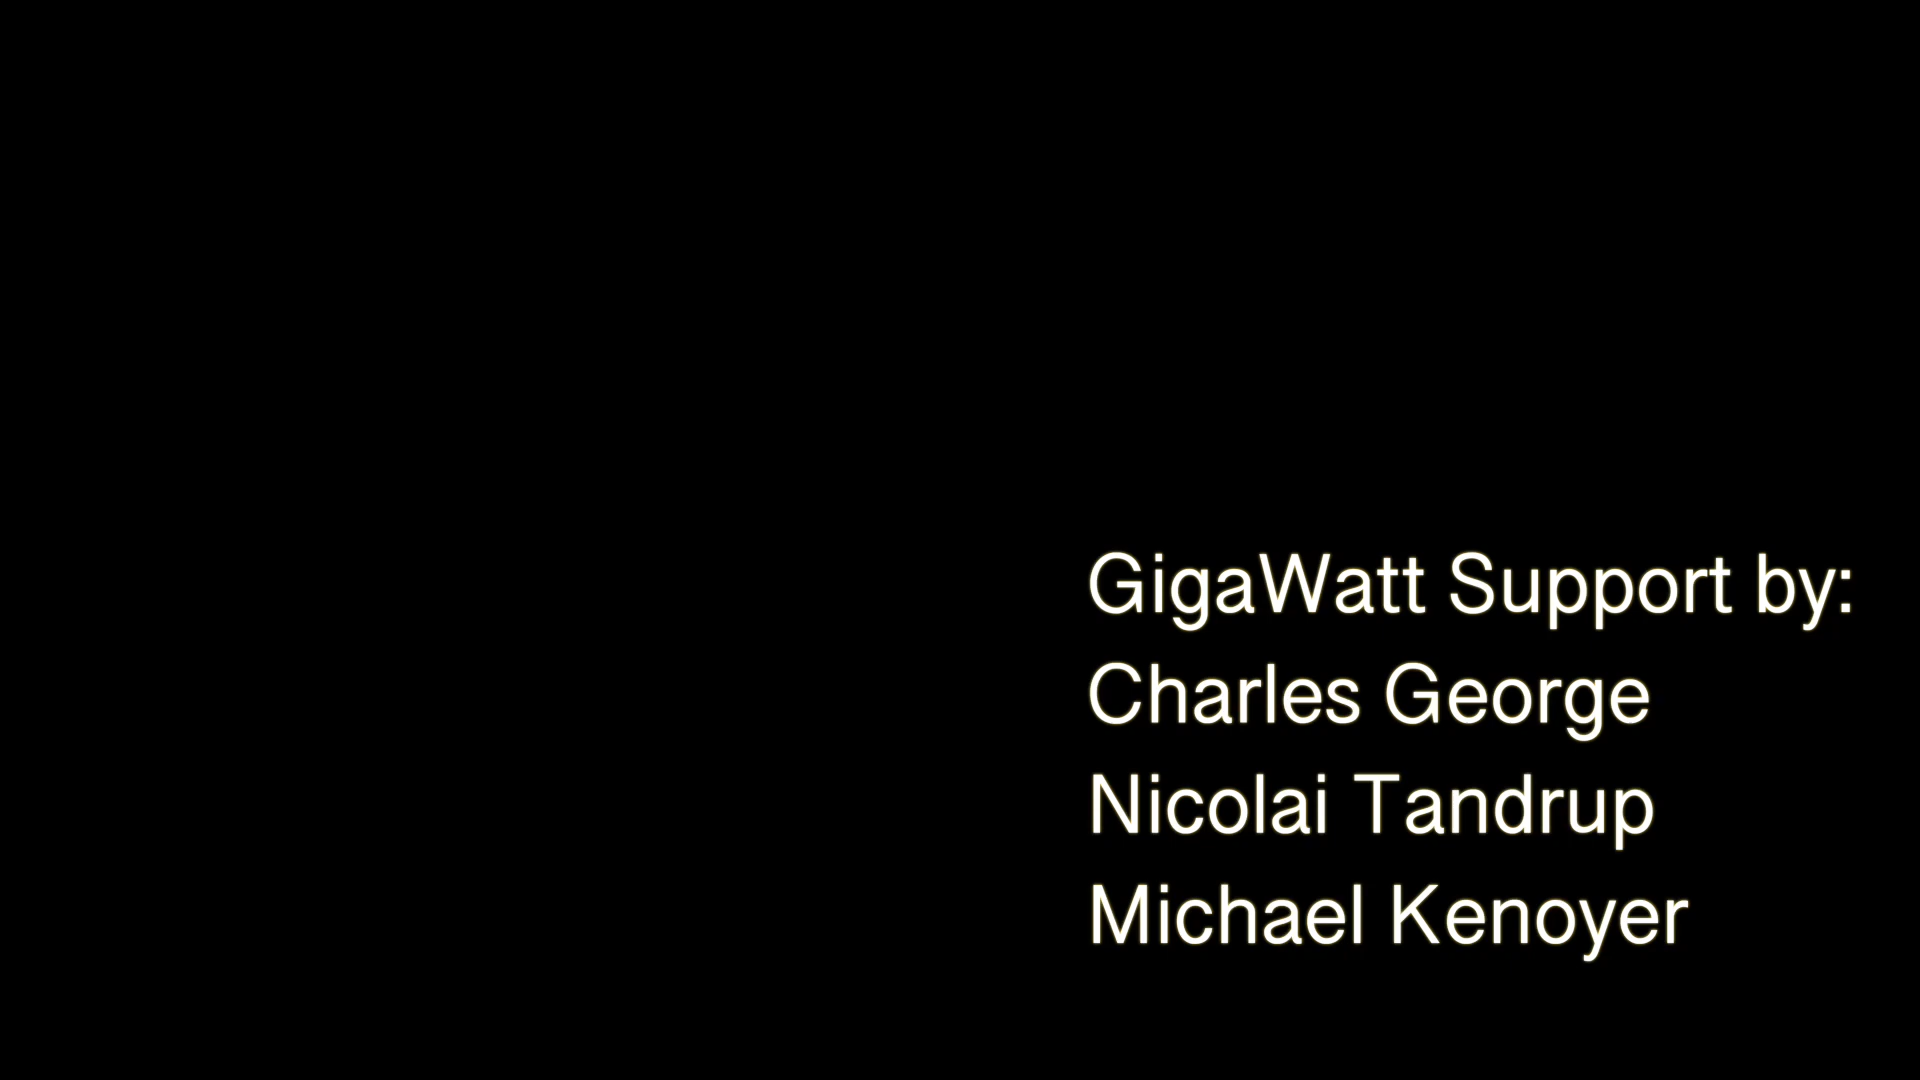 GigaWatt Support by:
Charles George
Nicolai Tandrup
Michael Kenoyer